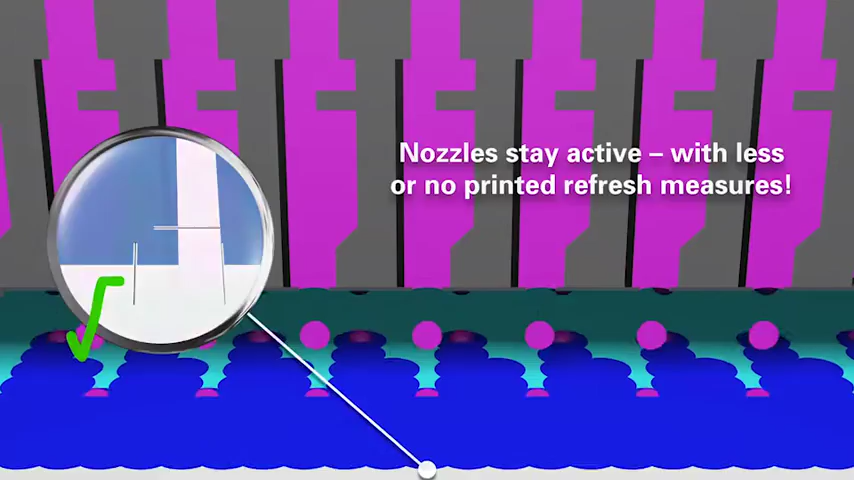 Nozzles stay active – with less
or no printed refresh measures!